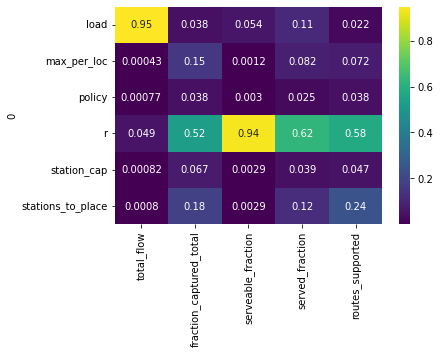 load 0.95 0.038 0.054 0.11 0.022
max_per_loc 0.00043 0.15 0.0012 0.082 0.072
policy 0.00077 0.038 0.003 0.025 0.038
r 0.049 0.52 0.94 0.62 0.58
station_cap 0.00082 0.067 0.0029 0.039 0.047
stations_to_place 0.0008 0.18 0.0029 0.12 0.24
0
total_flow
fraction_captured_total
serveable_fraction
served_fraction
routes_supported
0.8
0.6
0.4
0.2